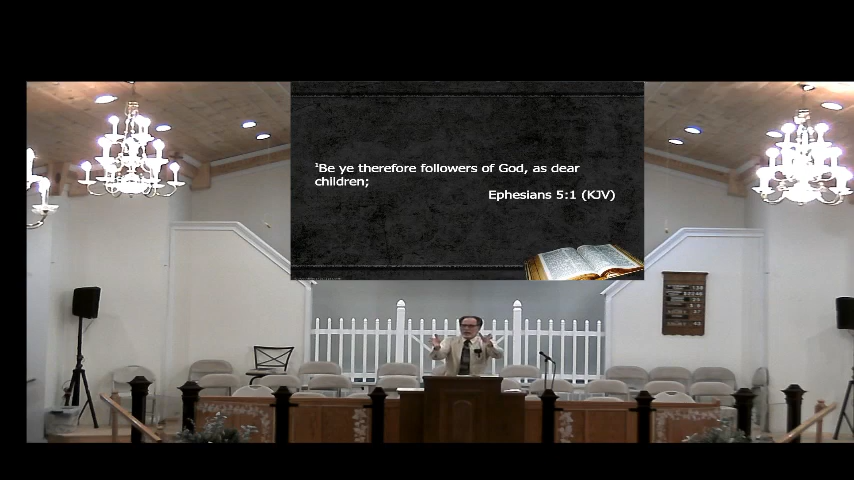 ¹Be ye therefore followers of God, as dear
children;
Ephesians 5:1 (KJV)